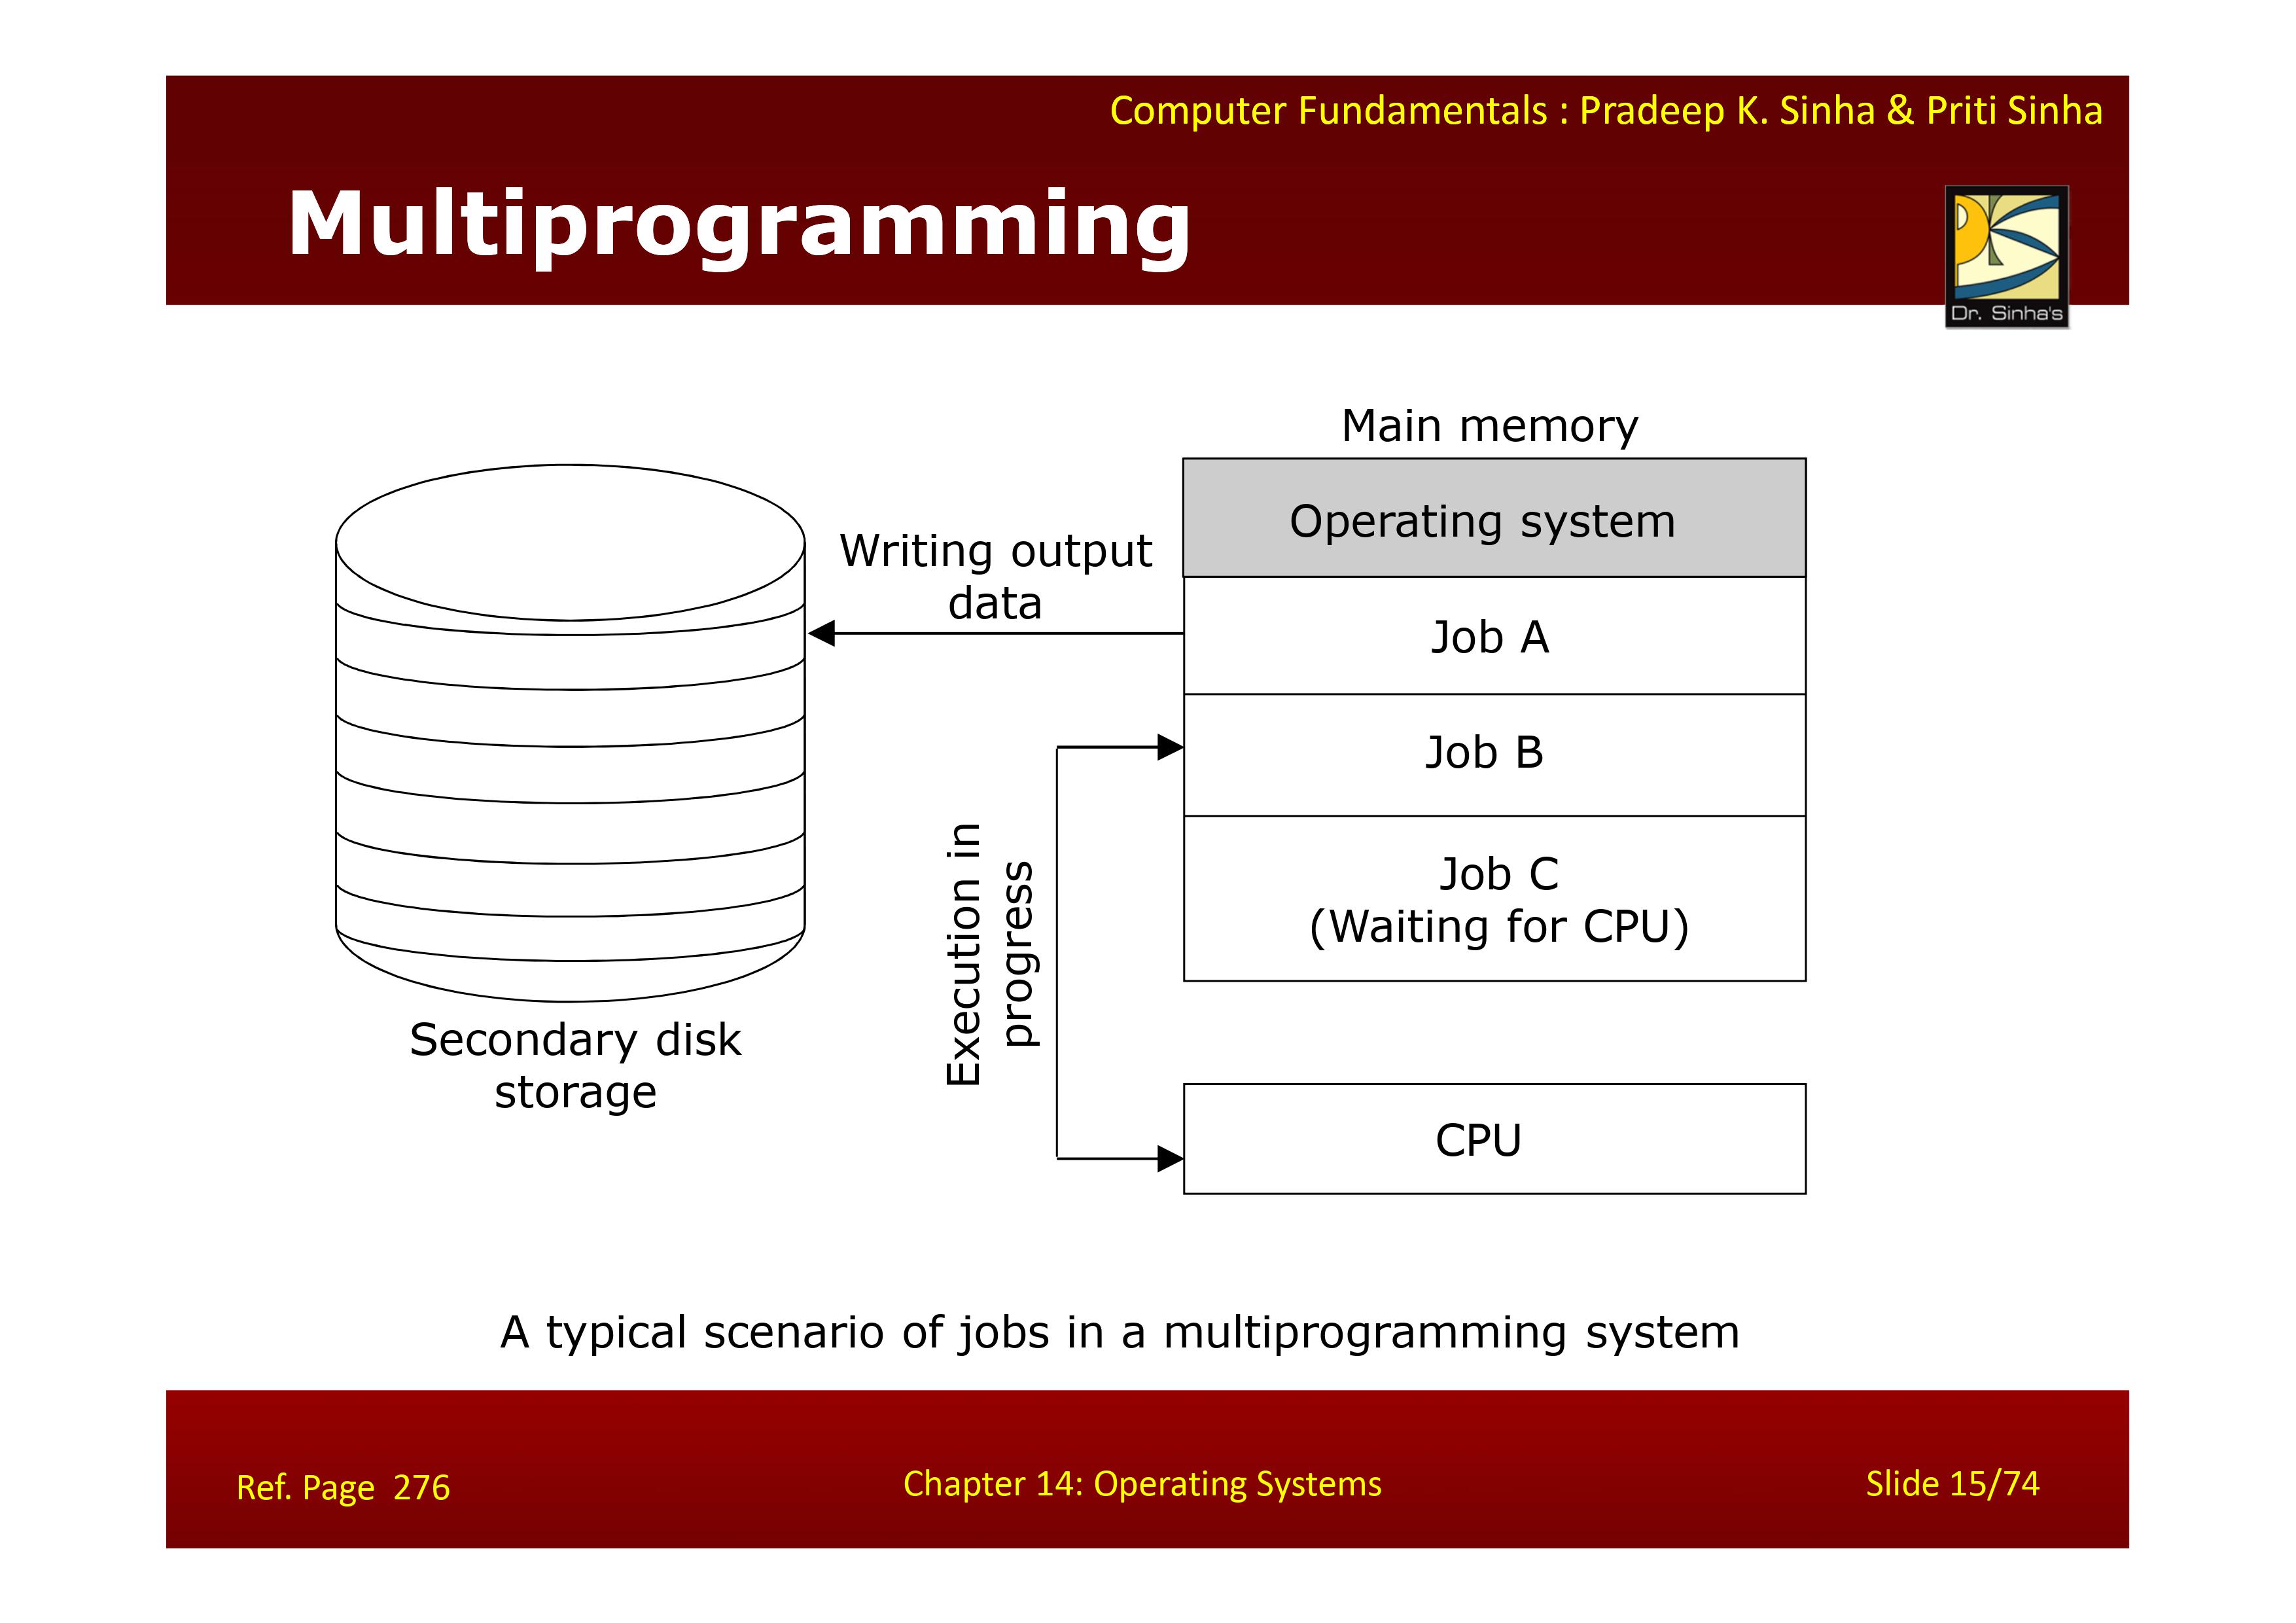 Computer Fundamentals : Pradeep K. Sinha & Priti Sinha
Multiprogramming
Dr. Sinha's
Main memory
Operating system
Writing output
data
Job A
Job B
Job C
(Waiting for CPU)
Execution in
progress
Secondary disk
storage
CPU
A typical scenario of jobs in a multiprogramming system
Ref. Page 276
Chapter 14: Operating Systems
Slide 15/74